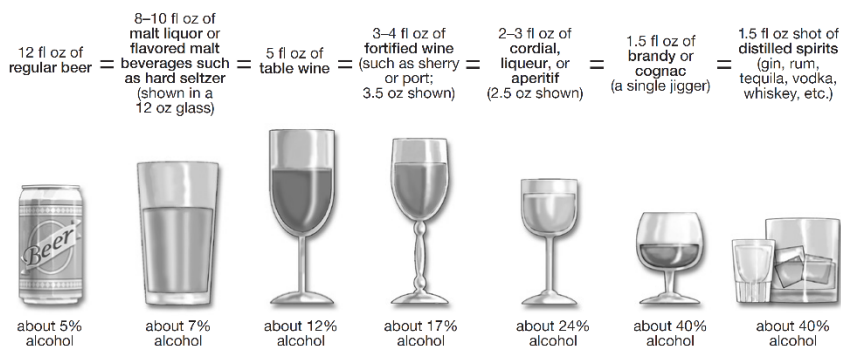 12 fl oz of
regular beer
=
8–10 fl oz of
malt liquor or
flavored malt
beverages such
as hard seltzer
(shown in a
12 oz glass)
=
5 fl oz of
table wine
=
3–4 fl oz of
fortified wine
(such as sherry
or port;
3.5 oz shown)
=
2–3 fl oz of
cordial,
liqueur, or
aperitif
(2.5 oz shown)
=
1.5 fl oz of
brandy or
cognac
(a single jigger)
=
1.5 fl oz shot of
distilled spirits
(gin, rum,
tequila, vodka,
whiskey, etc.)
Beer
about 5%
alcohol
about 7%
alcohol
about 12%
alcohol
about 17%
alcohol
about 24%
alcohol
about 40%
alcohol
about 40%
alcohol